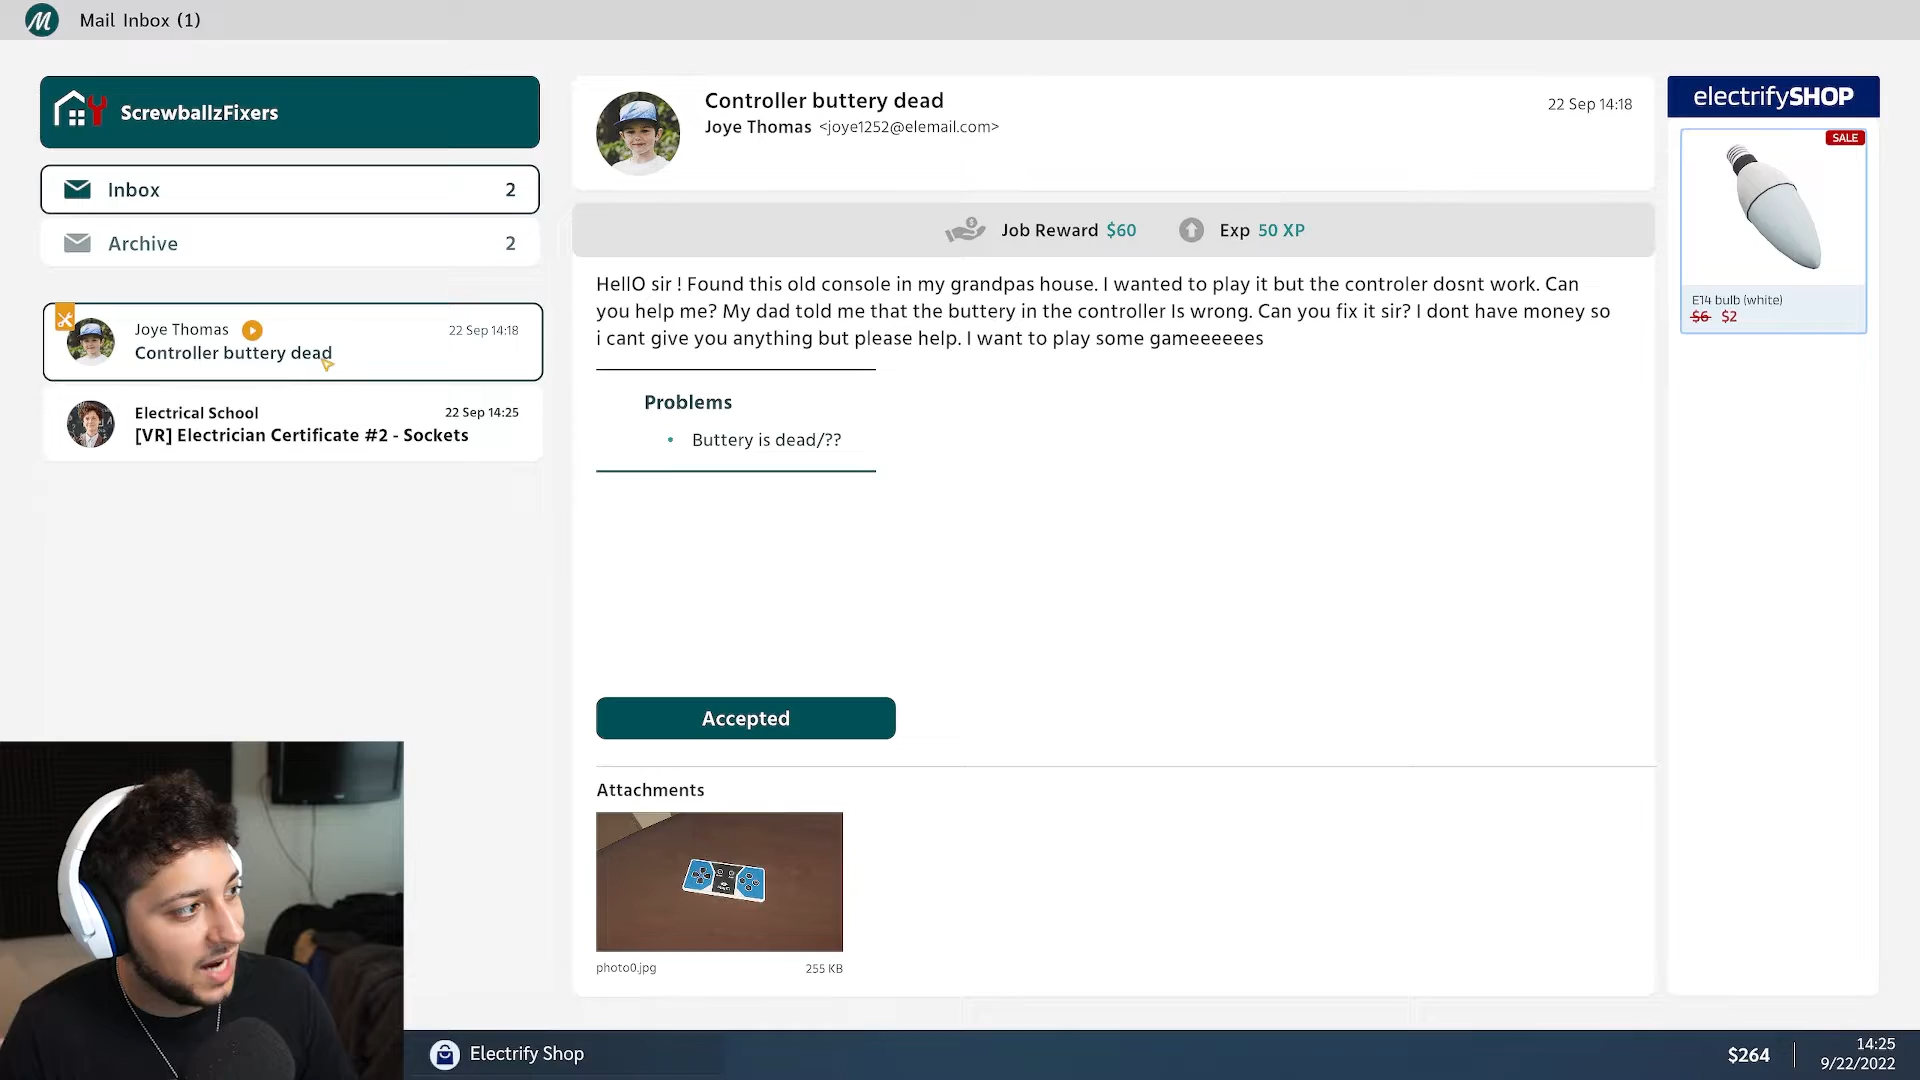 Mail Inbox (1)
ScrewballzFixers
Inbox 2
Archive 2
Joye Thomas 22 Sep 14:18
Controller buttery dead
Electrical School 22 Sep 14:25
[VR] Electrician Certificate #2 - Sockets
Controller buttery dead 22 Sep 14:18
Joye Thomas <joye1252@elemail.com>
Job Reward $60 Exp 50 XP
HellO sir ! Found this old console in my grandpas house. I wanted to play it but the controler dosnt work. Can
you help me? My dad told me that the buttery in the controller Is wrong. Can you fix it sir? I dont have money so
i cant give you anything but please help. I want to play some gameeeeees
Problems
• Buttery is dead/??
Accepted
Attachments
photo0.jpg 255 KB
electrifySHOP
SALE
E14 bulb (white)
$6 $2
Electrify Shop
$264
14:25
9/22/2022